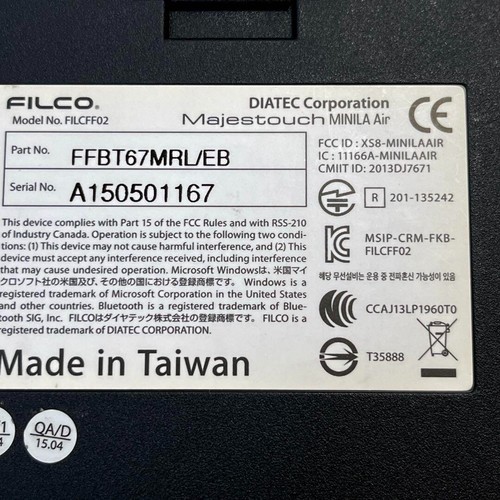 FILCO®
DIATEC Corporation
Model No. FILCFF02
Majestouch MINILA Air
CE
Part No. FFBT67MRL/EB
Serial No. A150501167
FCC ID : XS8-MINILAAIR
IC : 11166A-MINILAAIR
CMIIT ID: 2013DJ7671
R 201-135242
MSIP-CRM-FKB-
FILCFF02
해당 무선설비는 운용 중 전파혼신 가능성이 있음
CCAJ13LP1960T0
T35888
This device complies with Part 15 of the FCC Rules and with RSS-210
of Industry Canada. Operation is subject to the following two condi-
tions: (1) This device may not cause harmful interference, and (2) This
device must accept any interference received, including interference
that may cause undesired operation. Microsoft Windowsは、米国マイ
クロソフト社の米国及び、その他の国における登録商標です。 Windows is a
registered trademark of Microsoft Corporation in the United States
and other countries. Bluetooth is a registered trademark of Blue-
tooth SIG, Inc. FILCOはダイヤテック株式会社の登録商標です。 FILCO is a
registered trademark of DIATEC CORPORATION.
Made in Taiwan
QA/D
15.04